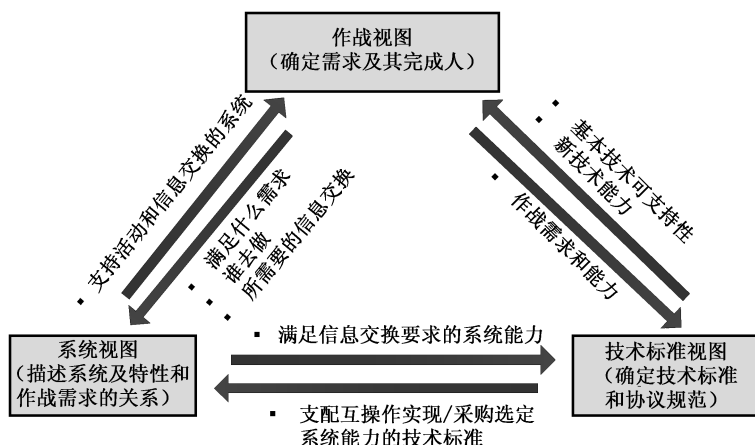 作战视图
（确定需求及其完成人）
▪ 支持活动和信息交换的系统
▪ 满足什么需求
▪ 谁去做
▪ 所需要的信息交换
▪ 基本技术可支持性
▪ 新技术能力
▪ 作战需求和能力
系统视图
（描述系统及特性和
作战需求的关系）
▪ 满足信息交换要求的系统能力
▪ 支配互操作实现/采购选定
系统能力的技术标准
技术标准视图
（确定技术标准
和协议规范）